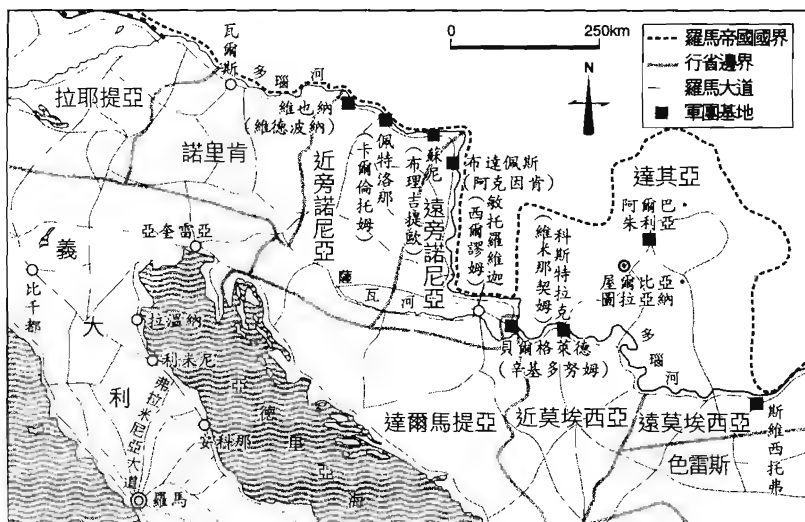 0
250km
N
羅馬帝國國界
行省邊界
羅馬大道
軍團基地
瓦爾斯
多瑙河
拉耶提亞
維也納
(維德波納)
諾里肯
近旁諾尼亞
佩特洛那
(卡爾倫托姆)
蘇尼
(布理吉提歐)
遠旁諾尼亞
布達佩斯
(阿克因肯)
敏托羅維迦
(西爾謬姆)
科斯特拉克
(維米那契姆)
達其亞
阿爾巴
朱利亞
屋爾比亞
圖拉亞納
亞奎雷亞
義大利
比千都
拉溫納
利米尼
弗拉米尼亞大道
安科那
羅馬
亞德里亞海
薩瓦河
貝爾格萊德
(辛基多努姆)
多瑙河
達爾馬提亞
近莫埃西亞
遠莫埃西亞
色雷斯
斯維西托弗